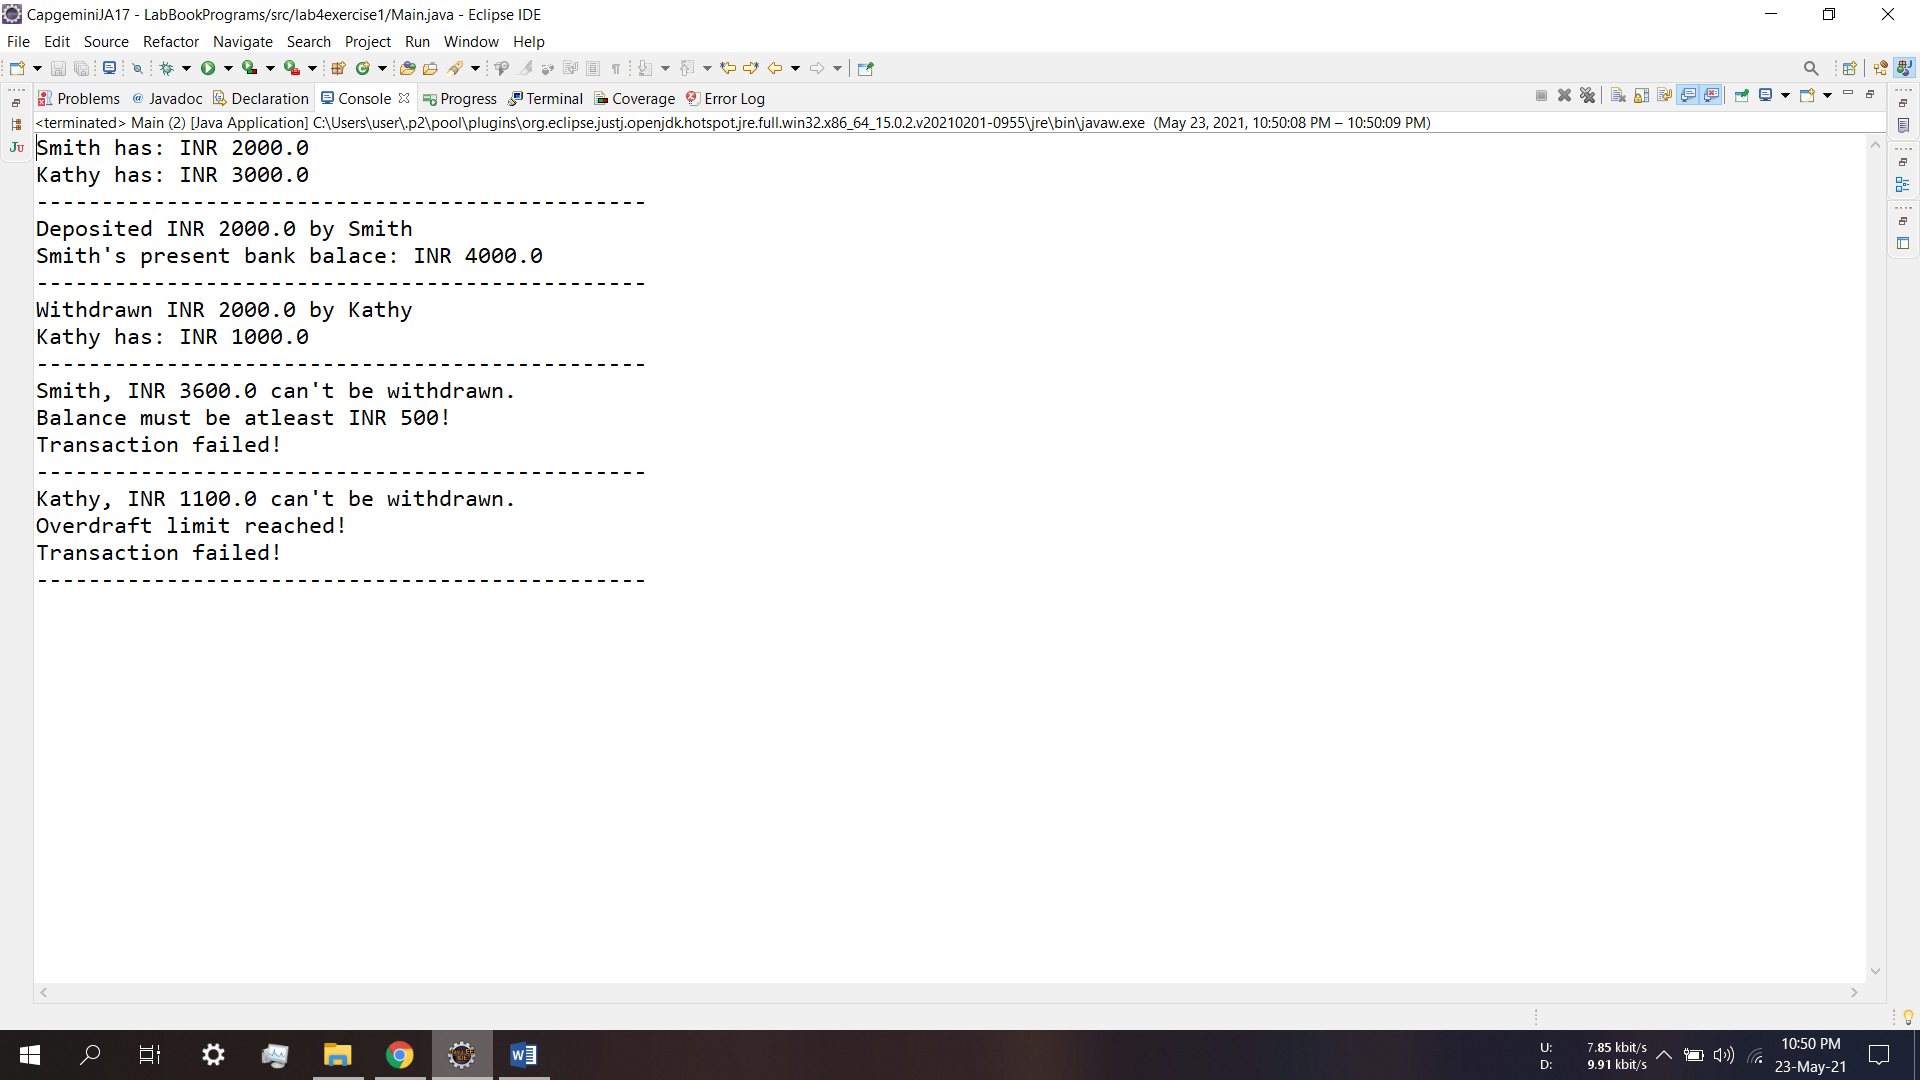 CapgeminiJA17 - LabBookPrograms/src/lab4exercise1/Main.java - Eclipse IDE
File Edit Source Refactor Navigate Search Project Run Window Help
Problems @ Javadoc Declaration Console Progress Terminal Coverage Error Log
<terminated> Main (2) [Java Application] C:\Users\user\.p2\pool\plugins\org.eclipse.justj.openjdk.hotspot.jre.full.win32.x86_64_15.0.2.v20210201-0955\jre\bin\javaw.exe (May 23, 2021, 10:50:08 PM – 10:50:09 PM)
Ju
Smith has: INR 2000.0
Kathy has: INR 3000.0
-----------------------------------------------
Deposited INR 2000.0 by Smith
Smith's present bank balace: INR 4000.0
-----------------------------------------------
Withdrawn INR 2000.0 by Kathy
Kathy has: INR 1000.0
-----------------------------------------------
Smith, INR 3600.0 can't be withdrawn.
Balance must be atleast INR 500!
Transaction failed!
-----------------------------------------------
Kathy, INR 1100.0 can't be withdrawn.
Overdraft limit reached!
Transaction failed!
-----------------------------------------------
U: 7.85 kbit/s
D: 9.91 kbit/s
10:50 PM
23-May-21